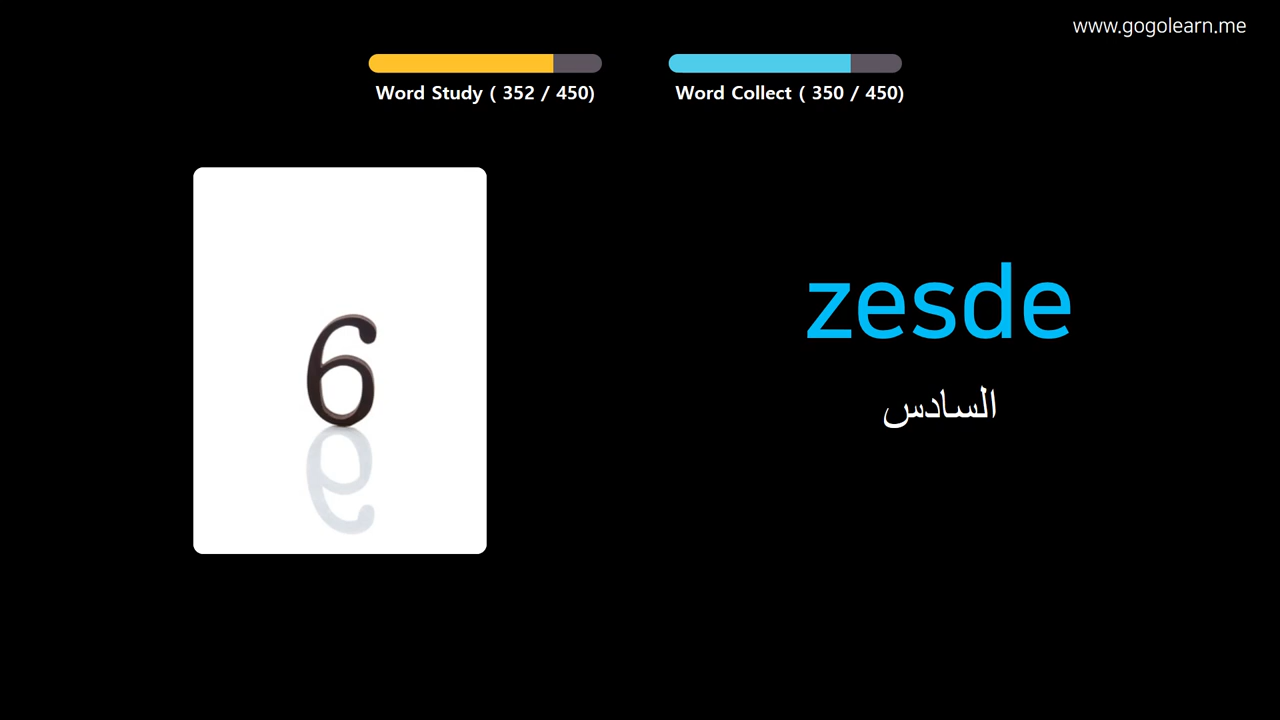 www.gogolearn.me
Word Study ( 352 / 450)
Word Collect ( 350 / 450)
6
zesde
السادس